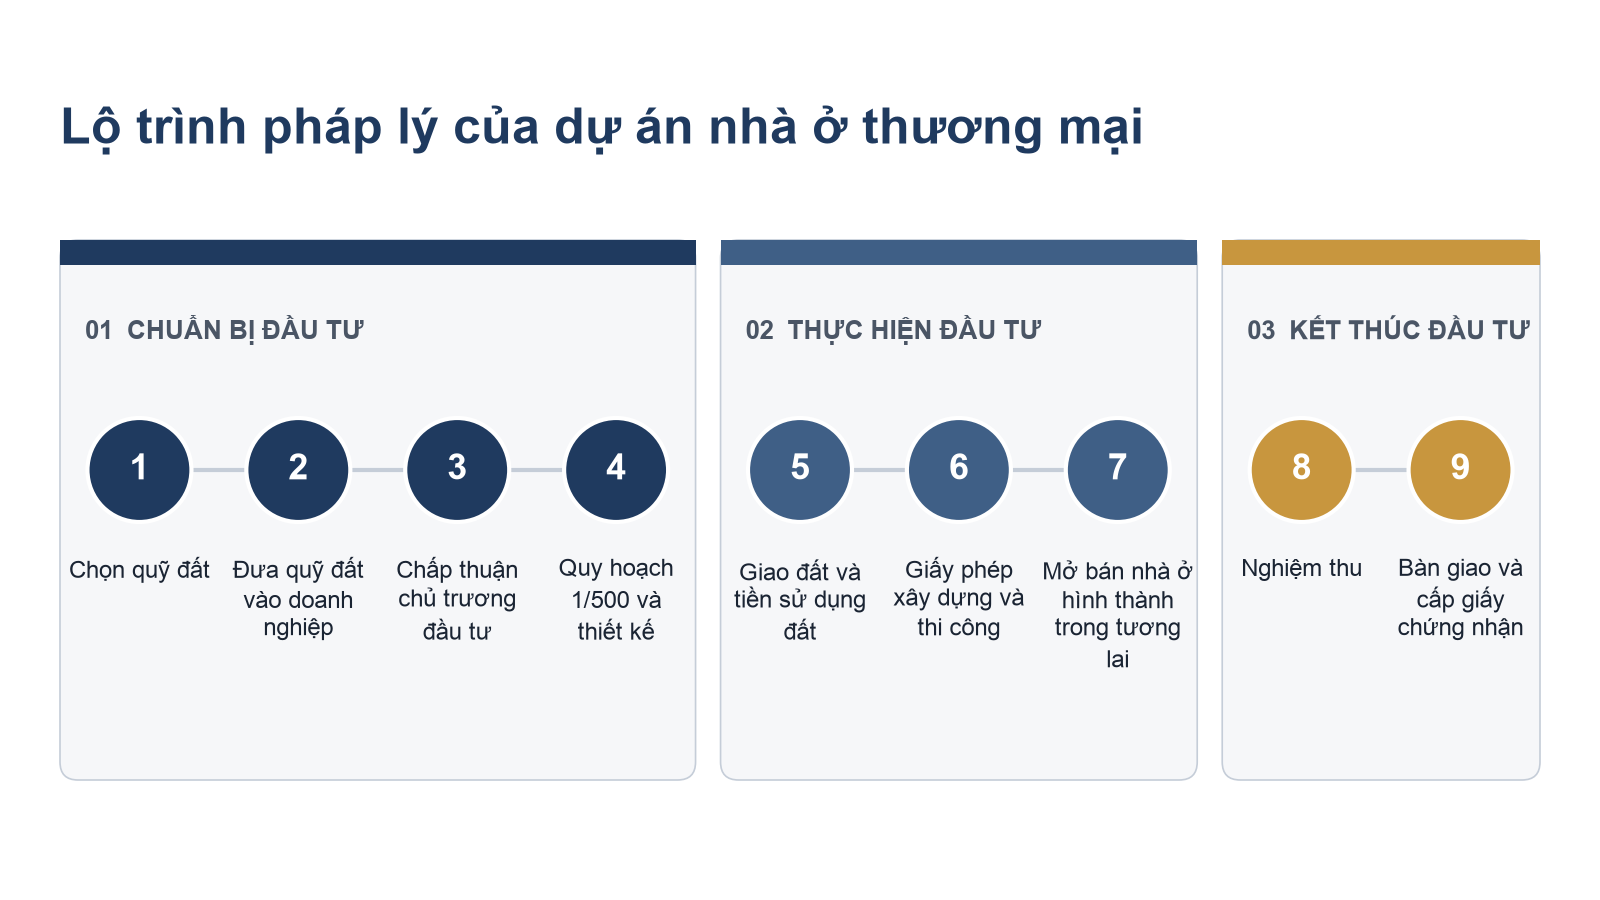 Lộ trình pháp lý của dự án nhà ở thương mại
01 CHUẨN BỊ ĐẦU TƯ
1
2
3
4
Chọn quỹ đất
Đưa quỹ đất
vào doanh
nghiệp
Chấp thuận
chủ trương
đầu tư
Quy hoạch
1/500 và
thiết kế
02 THỰC HIỆN ĐẦU TƯ
5
6
7
Giao đất và
tiền sử dụng
đất
Giấy phép
xây dựng và
thi công
Mở bán nhà ở
hình thành
trong tương
lai
03 KẾT THÚC ĐẦU TƯ
8
9
Nghiệm thu
Bàn giao và
cấp giấy
chứng nhận